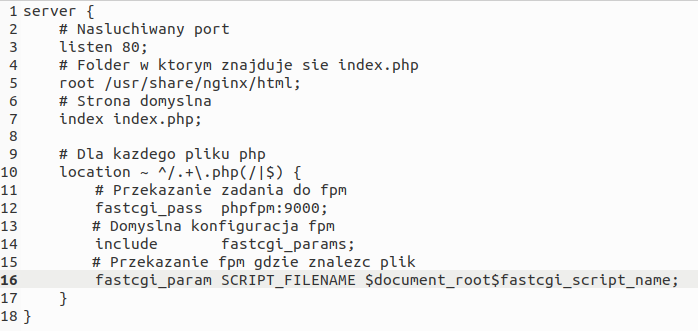 1 server {
2     # Nasluchiwany port
3     listen 80;
4     # Folder w ktorym znajduje sie index.php
5     root /usr/share/nginx/html;
6     # Strona domyslna
7     index index.php;
8
9     # Dla kazdego pliku php
10     location ~ ^/.+\.php(/|$) {
11         # Przekazanie zadania do fpm
12         fastcgi_pass  phpfpm:9000;
13         # Domyslna konfiguracja fpm
14         include       fastcgi_params;
15         # Przekazanie fpm gdzie znalezc plik
16         fastcgi_param SCRIPT_FILENAME $document_root$fastcgi_script_name;
17     }
18 }